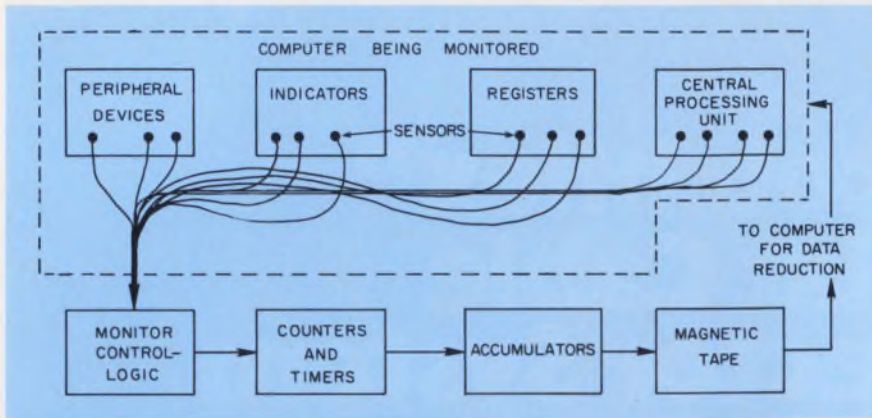 COMPUTER BEING MONITORED
PERIPHERAL
DEVICES
INDICATORS
REGISTERS
CENTRAL
PROCESSING
UNIT
SENSORS
TO COMPUTER
FOR DATA
REDUCTION
MONITOR
CONTROL-
LOGIC
COUNTERS
AND
TIMERS
ACCUMULATORS
MAGNETIC
TAPE